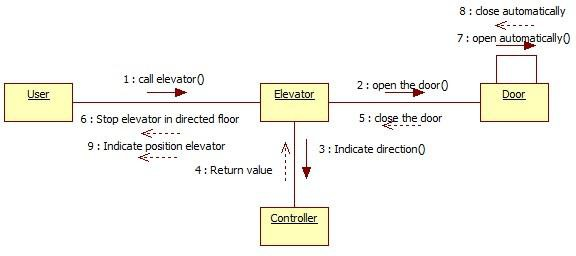 8 : close automatically
7 : open automatically()
1 : call elevator()
2 : open the door()
User
Elevator
Door
6 : Stop elevator in directed floor
5 : close the door
9 : Indicate position elevator
3 : Indicate direction()
4 : Return value
Controller